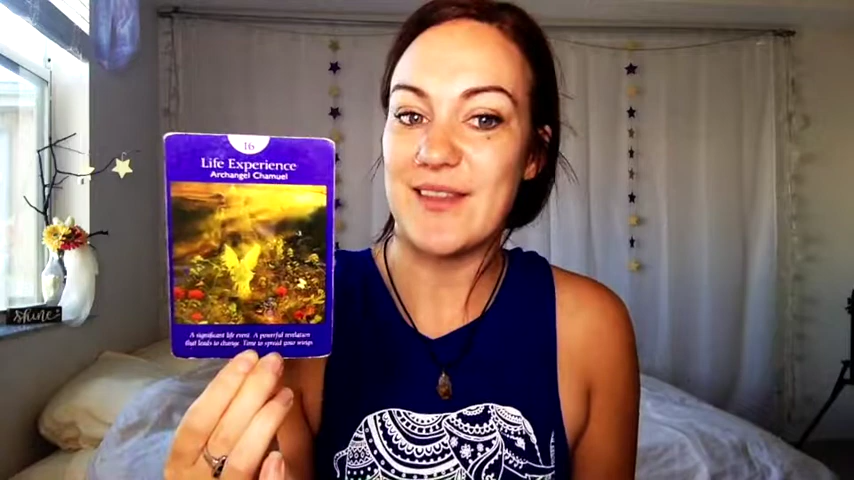 16
Life Experience
Archangel Chamuel
A significant life event. A powerful revelation
that leads to change. Time to spread your wings.
shine